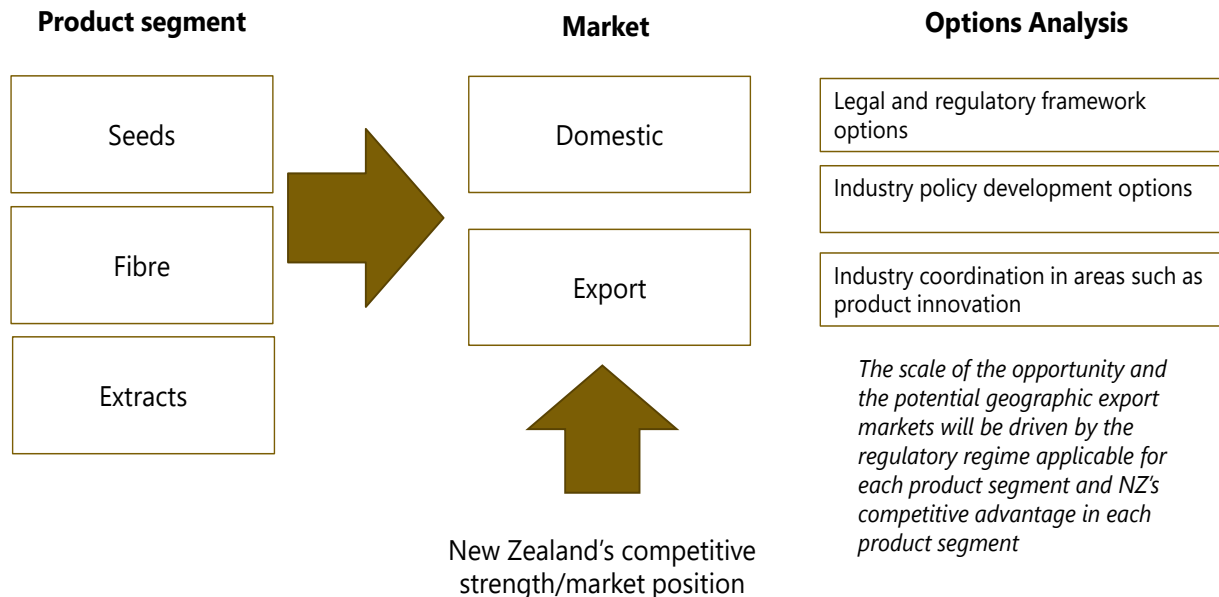 Product segment
Seeds
Fibre
Extracts
Market
Domestic
Export
New Zealand’s competitive
strength/market position
Options Analysis
Legal and regulatory framework
options
Industry policy development options
Industry coordination in areas such as
product innovation
The scale of the opportunity and
the potential geographic export
markets will be driven by the
regulatory regime applicable for
each product segment and NZ’s
competitive advantage in each
product segment